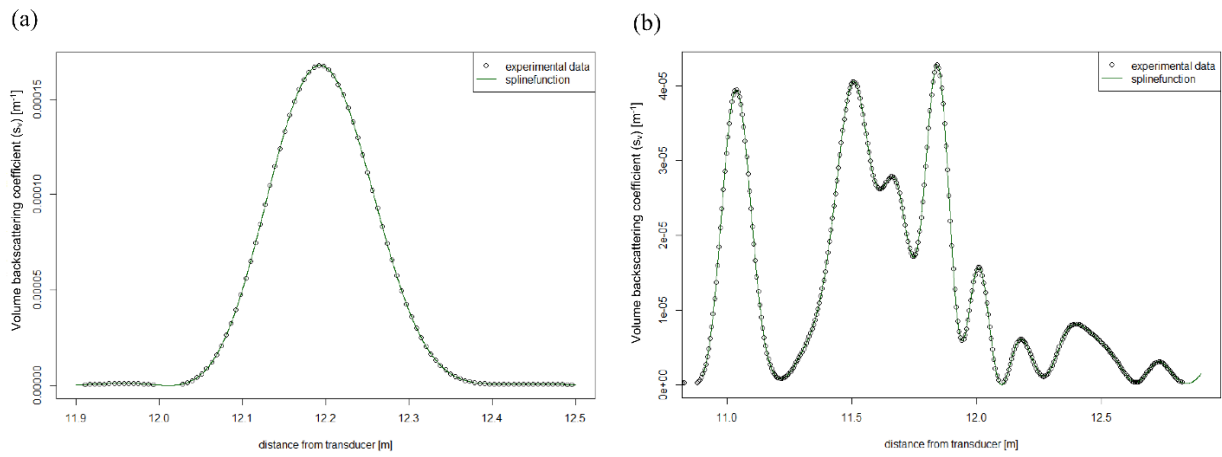 (a)
experimental data
splinefunction
Volume backscattering coefficient (sv) [m-1]
0.00000 0.00005 0.00010 0.00015
11.9 12.0 12.1 12.2 12.3 12.4 12.5
distance from transducer [m]
(b)
experimental data
splinefunction
Volume backscattering coefficient (sv) [m-1]
0e+00 1e-05 2e-05 3e-05 4e-05
11.0 11.5 12.0 12.5
distance from transducer [m]